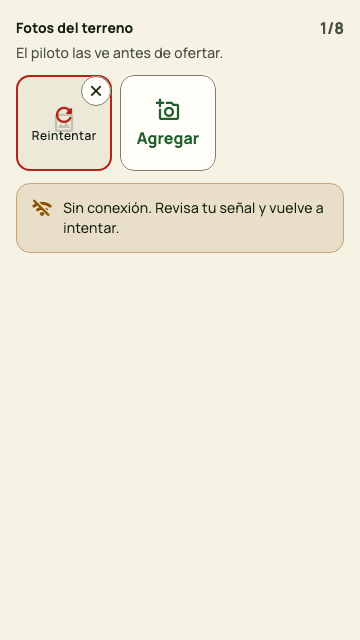 Fotos del terreno
1/8
El piloto las ve antes de ofertar.
Reintentar
Agregar
Sin conexión. Revisa tu señal y vuelve a
intentar.